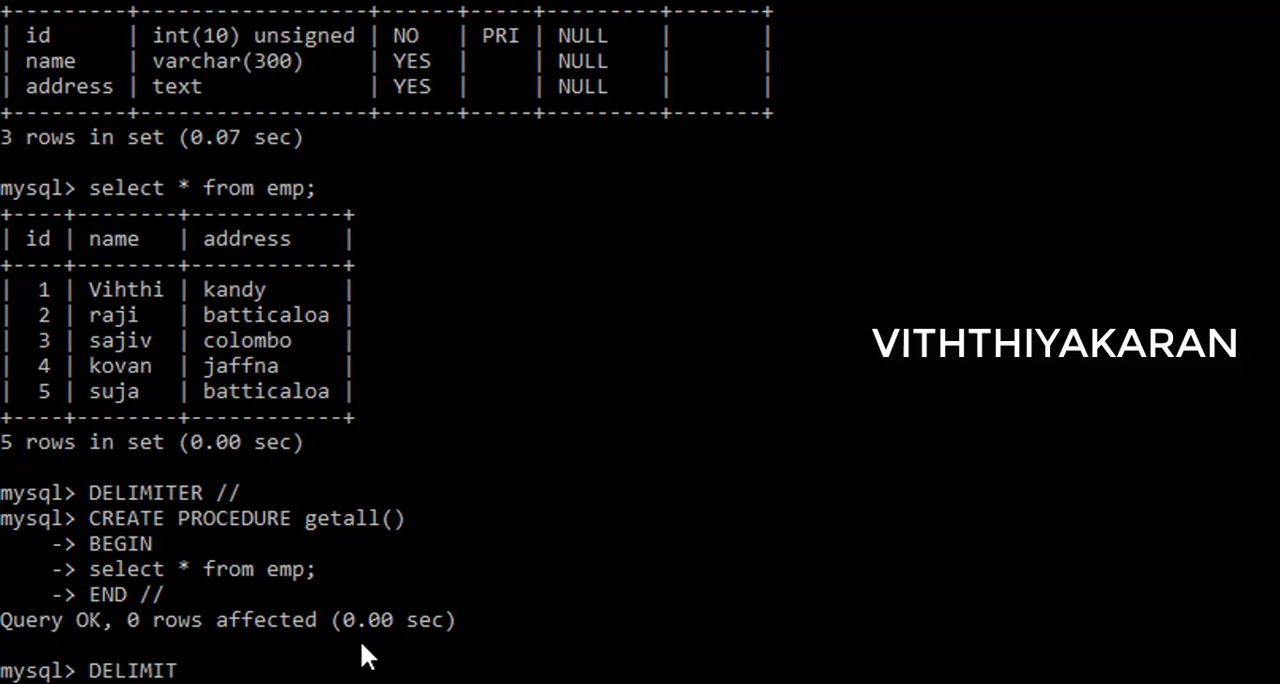 +---------+------------------+------+-----+---------+-------+
| id      | int(10) unsigned | NO   | PRI | NULL    |       |
| name    | varchar(300)     | YES  |     | NULL    |       |
| address | text             | YES  |     | NULL    |       |
+---------+------------------+------+-----+---------+-------+
3 rows in set (0.07 sec)
mysql> select * from emp;
+----+--------+------------+
| id | name   | address    |
+----+--------+------------+
|  1 | Vihthi | kandy      |
|  2 | raji   | batticaloa |
|  3 | sajiv  | colombo    |
|  4 | kovan  | jaffna     |
|  5 | suja   | batticaloa |
+----+--------+------------+
5 rows in set (0.00 sec)
mysql> DELIMITER //
mysql> CREATE PROCEDURE getall()
    -> BEGIN
    -> select * from emp;
    -> END //
Query OK, 0 rows affected (0.00 sec)
mysql> DELIMIT
VITHTHIYAKARAN